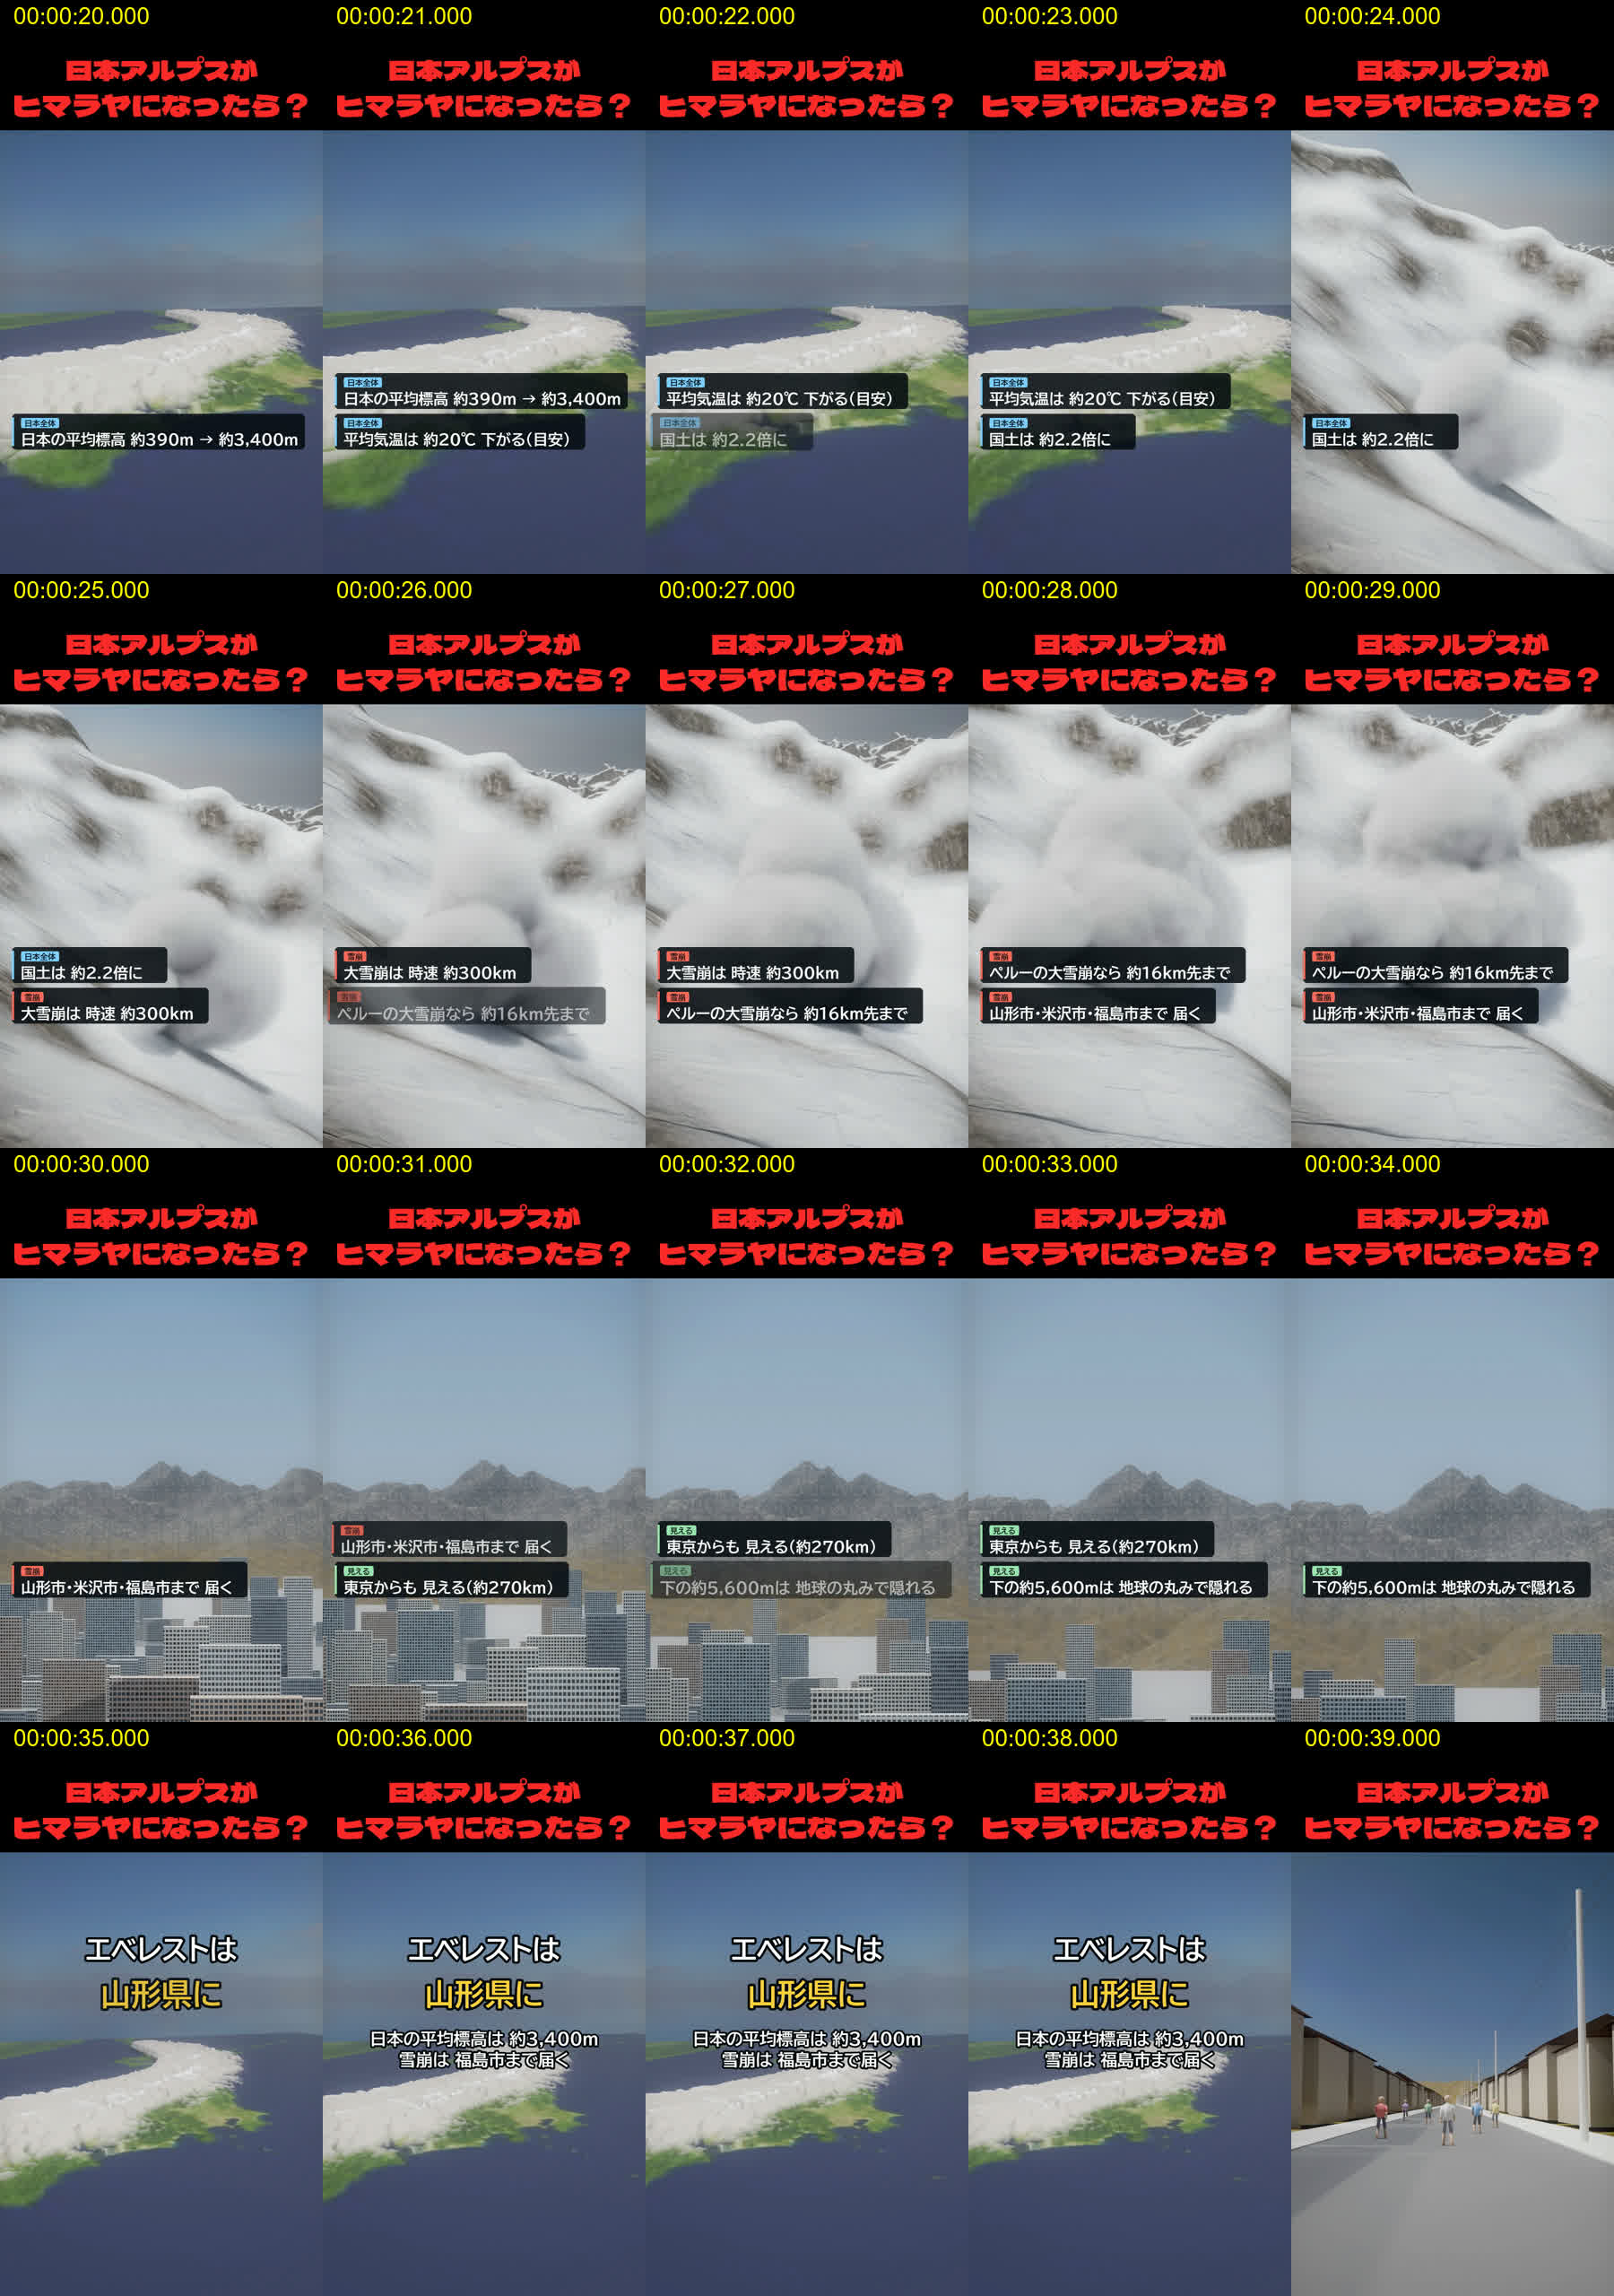 00:00:20.000
日本アルプスが
ヒマラヤになったら？
日本全体
日本の平均標高 約390m → 約3,400m
00:00:21.000
日本アルプスが
ヒマラヤになったら？
日本全体
日本の平均標高 約390m → 約3,400m
日本全体
平均気温は 約20℃ 下がる（目安）
00:00:22.000
日本アルプスが
ヒマラヤになったら？
日本全体
平均気温は 約20℃ 下がる（目安）
日本全体
国土は 約2.2倍に
00:00:23.000
日本アルプスが
ヒマラヤになったら？
日本全体
平均気温は 約20℃ 下がる（目安）
日本全体
国土は 約2.2倍に
00:00:24.000
日本アルプスが
ヒマラヤになったら？
日本全体
国土は 約2.2倍に
00:00:25.000
日本アルプスが
ヒマラヤになったら？
日本全体
国土は 約2.2倍に
雪崩
大雪崩は 時速 約300km
00:00:26.000
日本アルプスが
ヒマラヤになったら？
雪崩
大雪崩は 時速 約300km
雪崩
ペルーの大雪崩なら 約16km先まで
00:00:27.000
日本アルプスが
ヒマラヤになったら？
雪崩
大雪崩は 時速 約300km
雪崩
ペルーの大雪崩なら 約16km先まで
00:00:28.000
日本アルプスが
ヒマラヤになったら？
雪崩
ペルーの大雪崩なら 約16km先まで
雪崩
山形市・米沢市・福島市まで 届く
00:00:29.000
日本アルプスが
ヒマラヤになったら？
雪崩
ペルーの大雪崩なら 約16km先まで
雪崩
山形市・米沢市・福島市まで 届く
00:00:30.000
日本アルプスが
ヒマラヤになったら？
雪崩
山形市・米沢市・福島市まで 届く
00:00:31.000
日本アルプスが
ヒマラヤになったら？
雪崩
山形市・米沢市・福島市まで 届く
見える
東京からも 見える（約270km）
00:00:32.000
日本アルプスが
ヒマラヤになったら？
見える
東京からも 見える（約270km）
見える
下の約5,600mは 地球の丸みで隠れる
00:00:33.000
日本アルプスが
ヒマラヤになったら？
見える
東京からも 見える（約270km）
見える
下の約5,600mは 地球の丸みで隠れる
00:00:34.000
日本アルプスが
ヒマラヤになったら？
見える
下の約5,600mは 地球の丸みで隠れる
00:00:35.000
日本アルプスが
ヒマラヤになったら？
エベレストは
山形県に
00:00:36.000
日本アルプスが
ヒマラヤになったら？
エベレストは
山形県に
日本の平均標高は 約3,400m
雪崩は 福島市まで届く
00:00:37.000
日本アルプスが
ヒマラヤになったら？
エベレストは
山形県に
日本の平均標高は 約3,400m
雪崩は 福島市まで届く
00:00:38.000
日本アルプスが
ヒマラヤになったら？
エベレストは
山形県に
日本の平均標高は 約3,400m
雪崩は 福島市まで届く
00:00:39.000
日本アルプスが
ヒマラヤになったら？